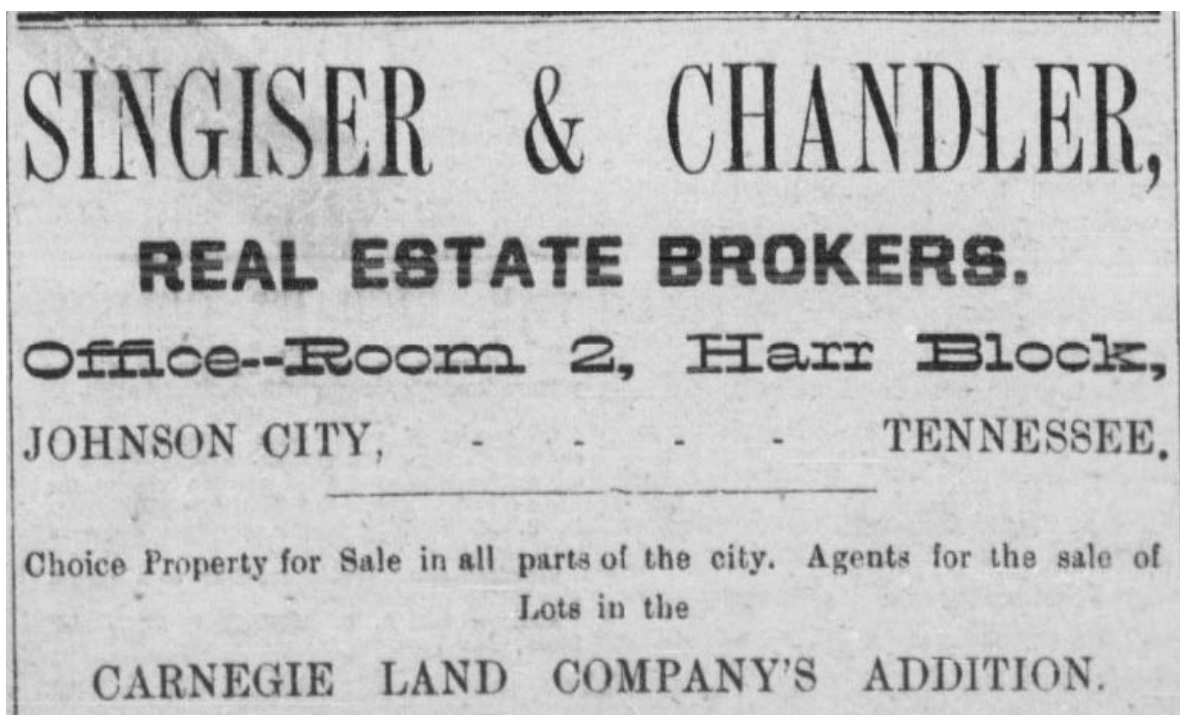 SINGISER & CHANDLER,
REAL ESTATE BROKERS.
Office--Room 2, Harr Block,
JOHNSON CITY, - - - - TENNESSEE.
Choice Property for Sale in all parts of the city. Agents for the sale of
Lots in the
CARNEGIE LAND COMPANY'S ADDITION.